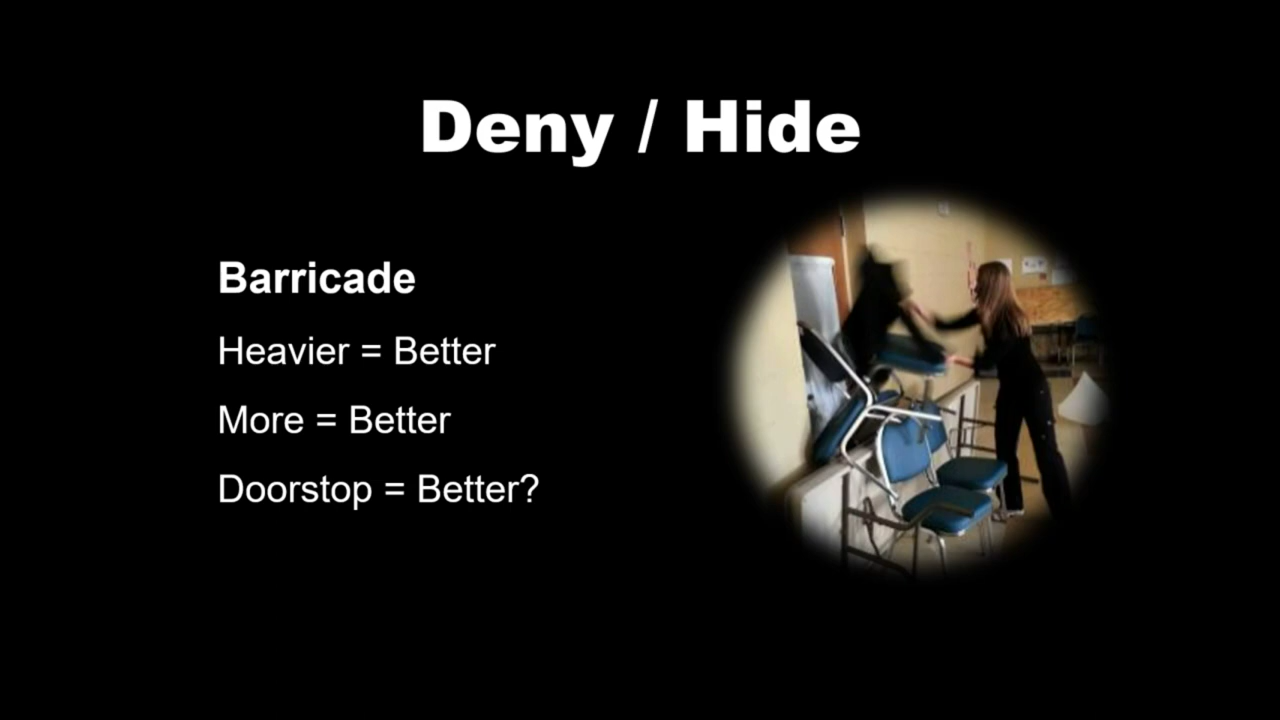 Deny / Hide
Barricade
Heavier = Better
More = Better
Doorstop = Better?